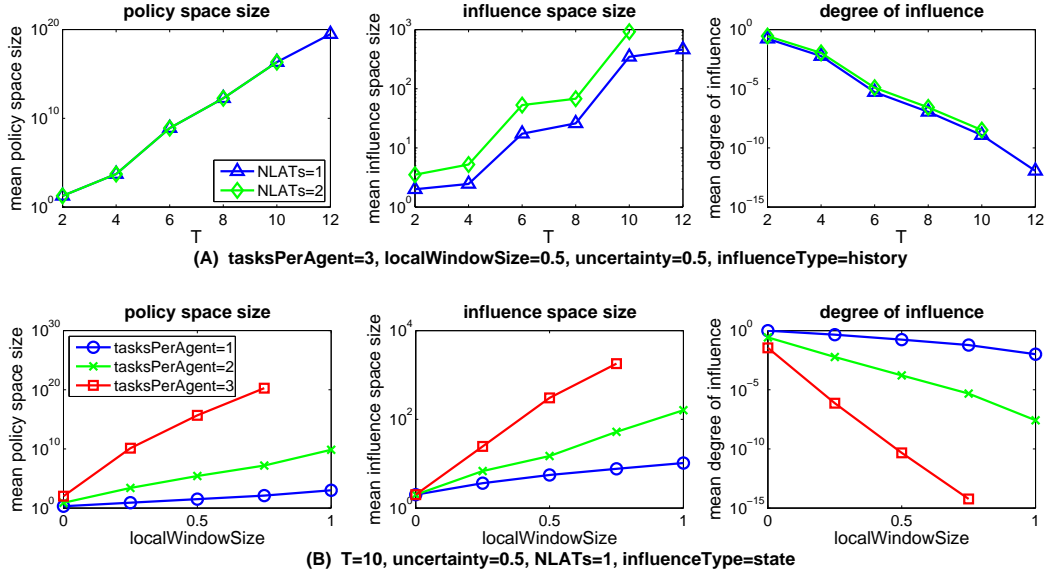 policy space size
influence space size
degree of influence
mean policy space size
10^20
10^10
10^0
2 4 6 8 10 12
T
NLATs=1
NLATs=2
mean influence space size
10^3
10^2
10^1
10^0
2 4 6 8 10 12
T
mean degree of influence
10^0
10^-5
10^-10
10^-15
2 4 6 8 10 12
T
(A) tasksPerAgent=3, localWindowSize=0.5, uncertainty=0.5, influenceType=history
policy space size
influence space size
degree of influence
mean policy space size
10^30
10^20
10^10
10^0
0 0.5 1
localWindowSize
tasksPerAgent=1
tasksPerAgent=2
tasksPerAgent=3
mean influence space size
10^4
10^2
10^0
0 0.5 1
localWindowSize
mean degree of influence
10^0
10^-5
10^-10
10^-15
0 0.5 1
localWindowSize
(B) T=10, uncertainty=0.5, NLATs=1, influenceType=state